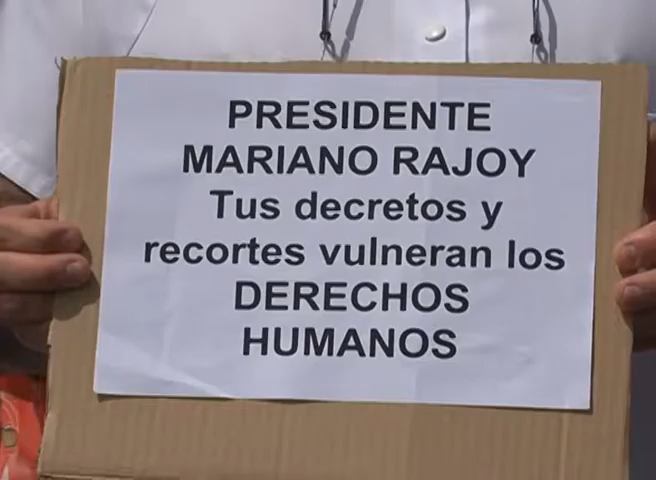 PRESIDENTE
MARIANO RAJOY
Tus decretos y
recortes vulneran los
DERECHOS
HUMANOS